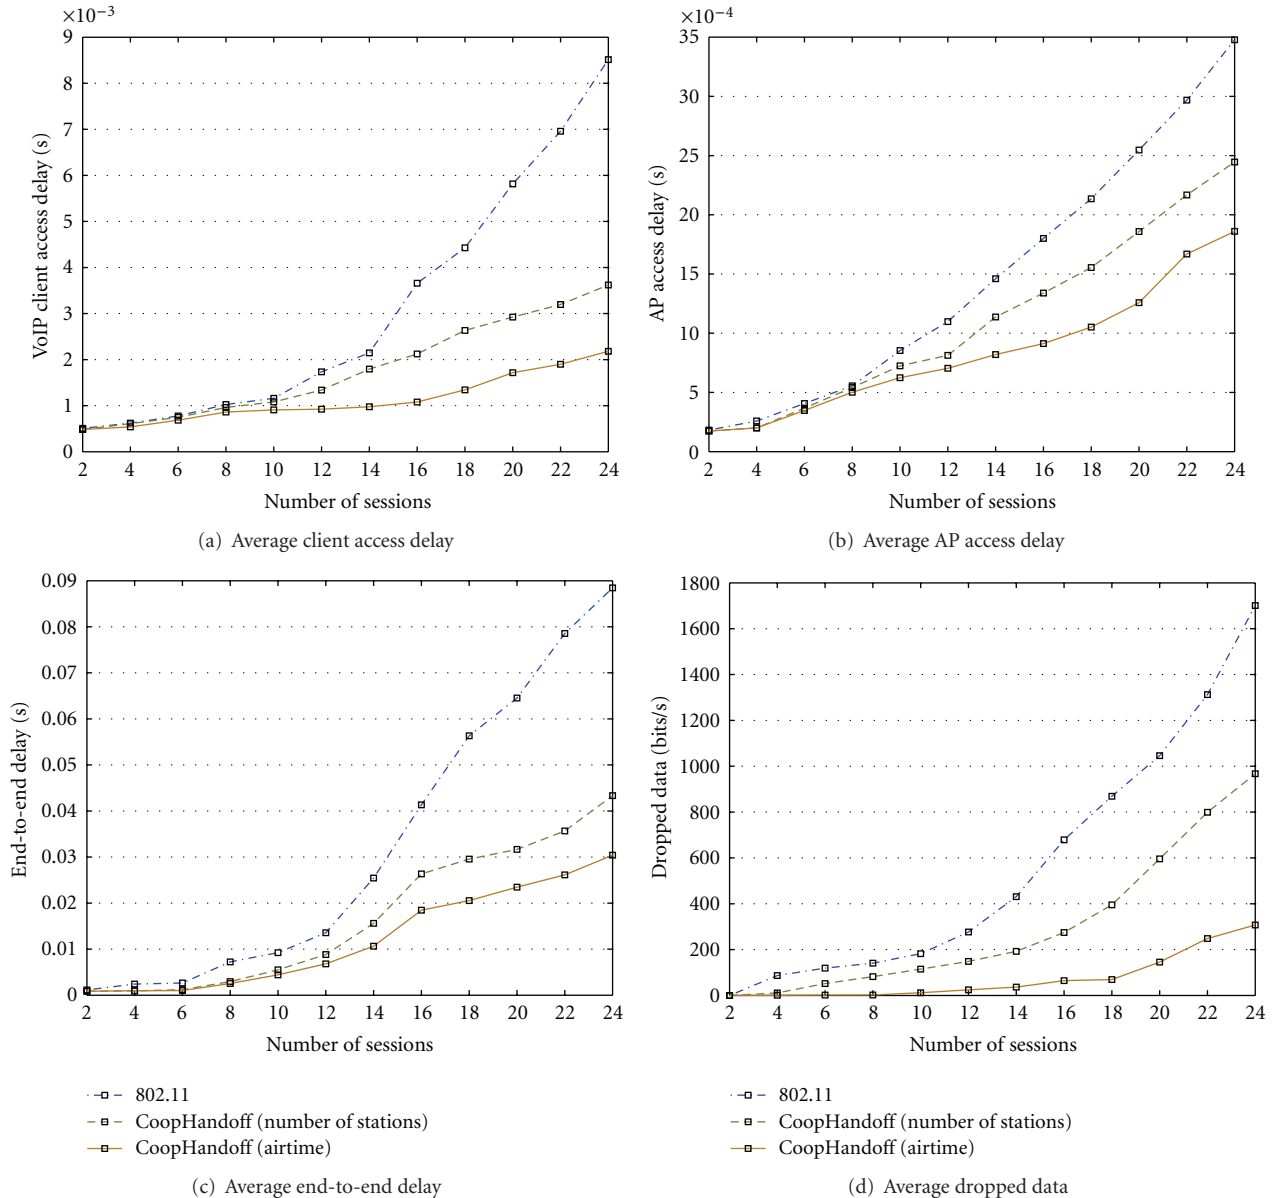 ×10⁻³
9
8
7
6
5
4
3
2
1
0
VoIP client access delay (s)
2 4 6 8 10 12 14 16 18 20 22 24
Number of sessions
(a) Average client access delay
×10⁻⁴
35
30
25
20
15
10
5
0
AP access delay (s)
2 4 6 8 10 12 14 16 18 20 22 24
Number of sessions
(b) Average AP access delay
0.09
0.08
0.07
0.06
0.05
0.04
0.03
0.02
0.01
0
End-to-end delay (s)
2 4 6 8 10 12 14 16 18 20 22 24
Number of sessions
802.11
CoopHandoff (number of stations)
CoopHandoff (airtime)
(c) Average end-to-end delay
1800
1600
1400
1200
1000
800
600
400
200
0
Dropped data (bits/s)
2 4 6 8 10 12 14 16 18 20 22 24
Number of sessions
802.11
CoopHandoff (number of stations)
CoopHandoff (airtime)
(d) Average dropped data